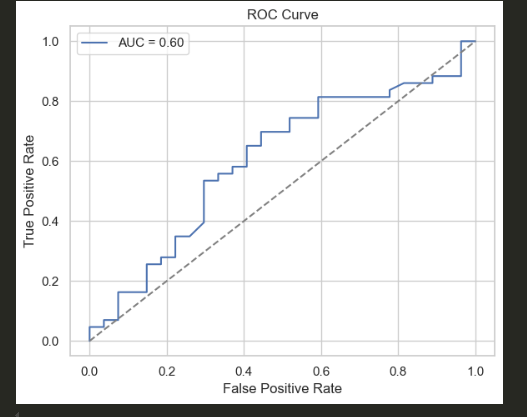 ROC Curve
AUC = 0.60
True Positive Rate
1.0
0.8
0.6
0.4
0.2
0.0
0.0 0.2 0.4 0.6 0.8 1.0
False Positive Rate